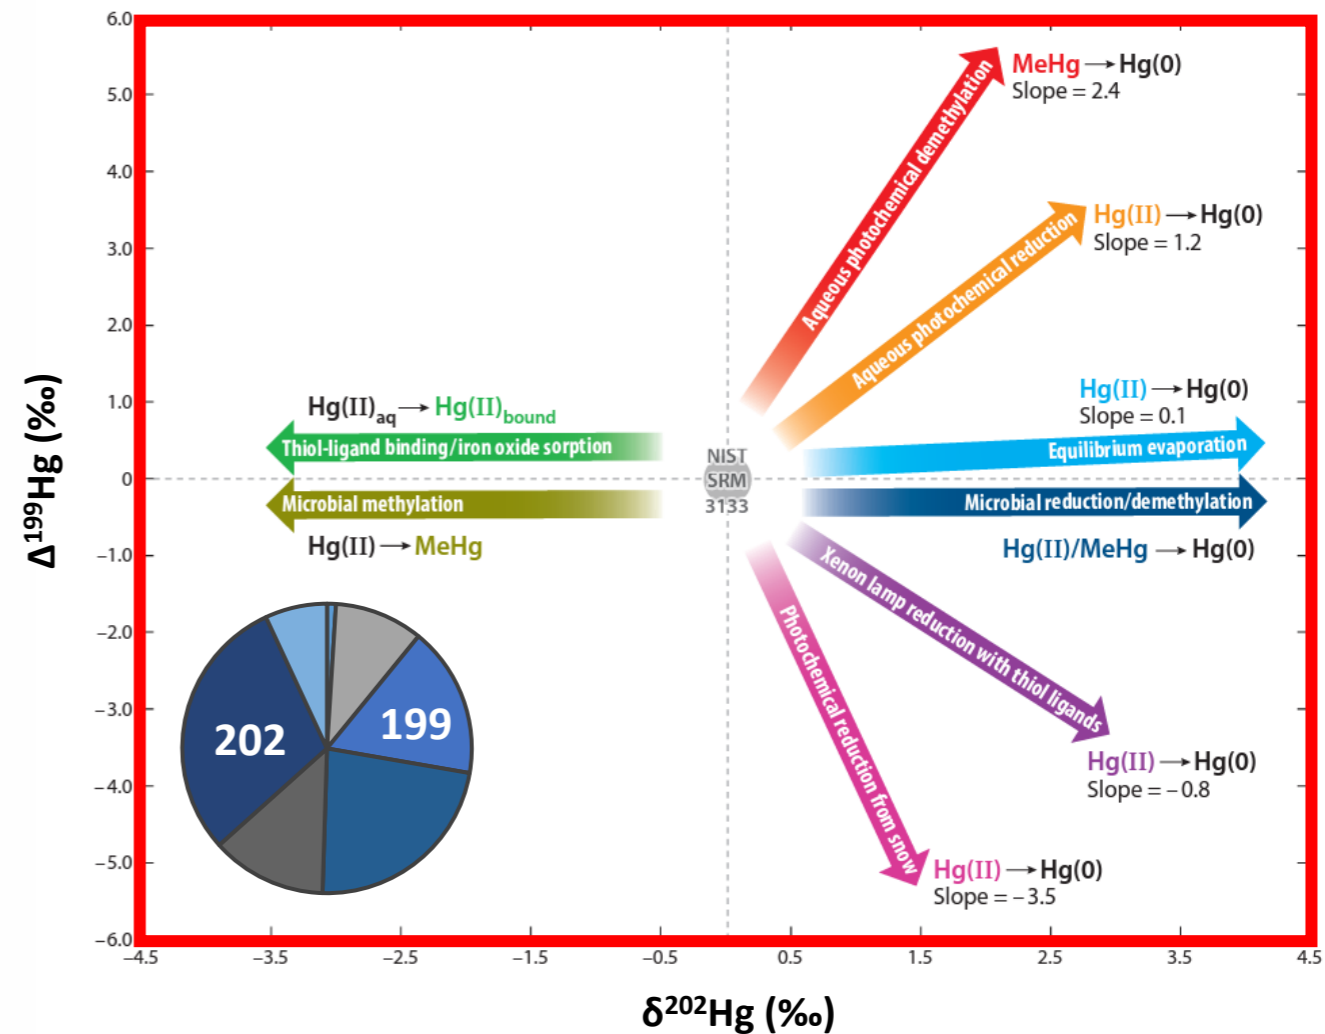 6.0
5.0
4.0
3.0
2.0
1.0
0
−1.0
−2.0
−3.0
−4.0
−5.0
−6.0
Δ¹⁹⁹Hg (‰)
MeHg → Hg(0)
Slope = 2.4
Aqueous photochemical demethylation
Hg(II) → Hg(0)
Slope = 1.2
Aqueous photochemical reduction
Hg(II) → Hg(0)
Slope = 0.1
Equilibrium evaporation
Hg(II)aq → Hg(II)bound
Thiol-ligand binding/iron oxide sorption
NIST
SRM
3133
Microbial methylation
Hg(II) → MeHg
Microbial reduction/demethylation
Hg(II)/MeHg → Hg(0)
Xenon lamp reduction with thiol ligands
Hg(II) → Hg(0)
Slope = −0.8
Photochemical reduction from snow
Hg(II) → Hg(0)
Slope = −3.5
202
199
−4.5 −3.5 −2.5 −1.5 −0.5 0.5 1.5 2.5 3.5 4.5
δ²⁰²Hg (‰)